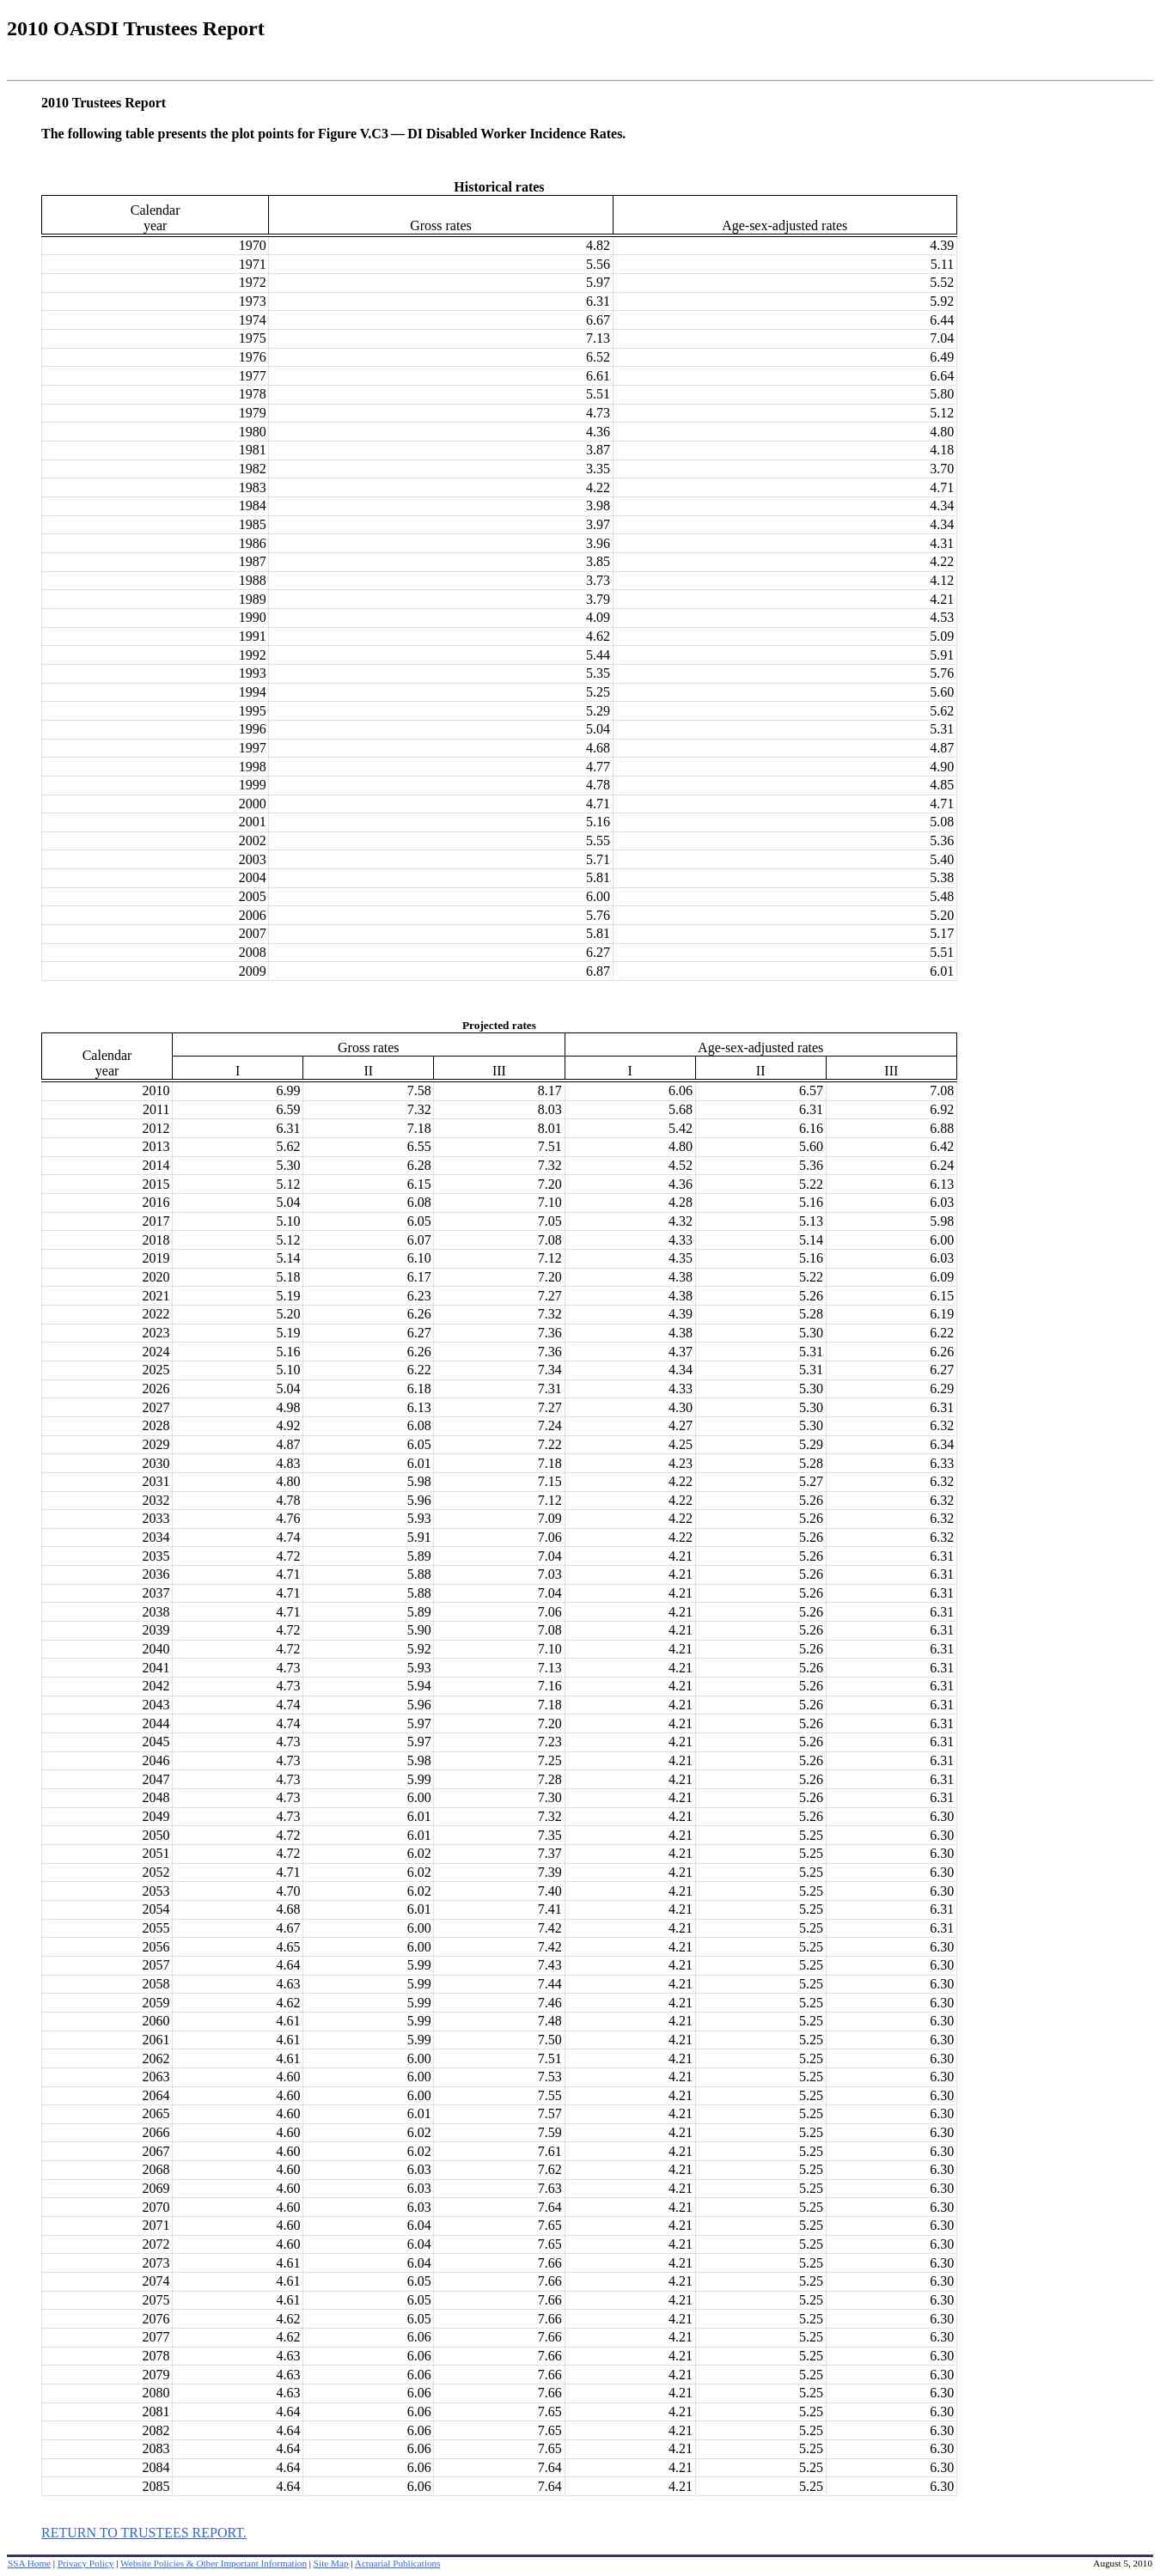 2010 OASDI Trustees Report
2010 Trustees Report
The following table presents the plot points for Figure V.C3 — DI Disabled Worker Incidence Rates.
Historical rates
Calendar
year Gross rates Age-sex-adjusted rates
1970 4.82 4.39
1971 5.56 5.11
1972 5.97 5.52
1973 6.31 5.92
1974 6.67 6.44
1975 7.13 7.04
1976 6.52 6.49
1977 6.61 6.64
1978 5.51 5.80
1979 4.73 5.12
1980 4.36 4.80
1981 3.87 4.18
1982 3.35 3.70
1983 4.22 4.71
1984 3.98 4.34
1985 3.97 4.34
1986 3.96 4.31
1987 3.85 4.22
1988 3.73 4.12
1989 3.79 4.21
1990 4.09 4.53
1991 4.62 5.09
1992 5.44 5.91
1993 5.35 5.76
1994 5.25 5.60
1995 5.29 5.62
1996 5.04 5.31
1997 4.68 4.87
1998 4.77 4.90
1999 4.78 4.85
2000 4.71 4.71
2001 5.16 5.08
2002 5.55 5.36
2003 5.71 5.40
2004 5.81 5.38
2005 6.00 5.48
2006 5.76 5.20
2007 5.81 5.17
2008 6.27 5.51
2009 6.87 6.01
Projected rates
Calendar
year Gross rates Age-sex-adjusted rates
I II III I II III
2010 6.99 7.58 8.17 6.06 6.57 7.08
2011 6.59 7.32 8.03 5.68 6.31 6.92
2012 6.31 7.18 8.01 5.42 6.16 6.88
2013 5.62 6.55 7.51 4.80 5.60 6.42
2014 5.30 6.28 7.32 4.52 5.36 6.24
2015 5.12 6.15 7.20 4.36 5.22 6.13
2016 5.04 6.08 7.10 4.28 5.16 6.03
2017 5.10 6.05 7.05 4.32 5.13 5.98
2018 5.12 6.07 7.08 4.33 5.14 6.00
2019 5.14 6.10 7.12 4.35 5.16 6.03
2020 5.18 6.17 7.20 4.38 5.22 6.09
2021 5.19 6.23 7.27 4.38 5.26 6.15
2022 5.20 6.26 7.32 4.39 5.28 6.19
2023 5.19 6.27 7.36 4.38 5.30 6.22
2024 5.16 6.26 7.36 4.37 5.31 6.26
2025 5.10 6.22 7.34 4.34 5.31 6.27
2026 5.04 6.18 7.31 4.33 5.30 6.29
2027 4.98 6.13 7.27 4.30 5.30 6.31
2028 4.92 6.08 7.24 4.27 5.30 6.32
2029 4.87 6.05 7.22 4.25 5.29 6.34
2030 4.83 6.01 7.18 4.23 5.28 6.33
2031 4.80 5.98 7.15 4.22 5.27 6.32
2032 4.78 5.96 7.12 4.22 5.26 6.32
2033 4.76 5.93 7.09 4.22 5.26 6.32
2034 4.74 5.91 7.06 4.22 5.26 6.32
2035 4.72 5.89 7.04 4.21 5.26 6.31
2036 4.71 5.88 7.03 4.21 5.26 6.31
2037 4.71 5.88 7.04 4.21 5.26 6.31
2038 4.71 5.89 7.06 4.21 5.26 6.31
2039 4.72 5.90 7.08 4.21 5.26 6.31
2040 4.72 5.92 7.10 4.21 5.26 6.31
2041 4.73 5.93 7.13 4.21 5.26 6.31
2042 4.73 5.94 7.16 4.21 5.26 6.31
2043 4.74 5.96 7.18 4.21 5.26 6.31
2044 4.74 5.97 7.20 4.21 5.26 6.31
2045 4.73 5.97 7.23 4.21 5.26 6.31
2046 4.73 5.98 7.25 4.21 5.26 6.31
2047 4.73 5.99 7.28 4.21 5.26 6.31
2048 4.73 6.00 7.30 4.21 5.26 6.31
2049 4.73 6.01 7.32 4.21 5.26 6.30
2050 4.72 6.01 7.35 4.21 5.25 6.30
2051 4.72 6.02 7.37 4.21 5.25 6.30
2052 4.71 6.02 7.39 4.21 5.25 6.30
2053 4.70 6.02 7.40 4.21 5.25 6.30
2054 4.68 6.01 7.41 4.21 5.25 6.31
2055 4.67 6.00 7.42 4.21 5.25 6.31
2056 4.65 6.00 7.42 4.21 5.25 6.30
2057 4.64 5.99 7.43 4.21 5.25 6.30
2058 4.63 5.99 7.44 4.21 5.25 6.30
2059 4.62 5.99 7.46 4.21 5.25 6.30
2060 4.61 5.99 7.48 4.21 5.25 6.30
2061 4.61 5.99 7.50 4.21 5.25 6.30
2062 4.61 6.00 7.51 4.21 5.25 6.30
2063 4.60 6.00 7.53 4.21 5.25 6.30
2064 4.60 6.00 7.55 4.21 5.25 6.30
2065 4.60 6.01 7.57 4.21 5.25 6.30
2066 4.60 6.02 7.59 4.21 5.25 6.30
2067 4.60 6.02 7.61 4.21 5.25 6.30
2068 4.60 6.03 7.62 4.21 5.25 6.30
2069 4.60 6.03 7.63 4.21 5.25 6.30
2070 4.60 6.03 7.64 4.21 5.25 6.30
2071 4.60 6.04 7.65 4.21 5.25 6.30
2072 4.60 6.04 7.65 4.21 5.25 6.30
2073 4.61 6.04 7.66 4.21 5.25 6.30
2074 4.61 6.05 7.66 4.21 5.25 6.30
2075 4.61 6.05 7.66 4.21 5.25 6.30
2076 4.62 6.05 7.66 4.21 5.25 6.30
2077 4.62 6.06 7.66 4.21 5.25 6.30
2078 4.63 6.06 7.66 4.21 5.25 6.30
2079 4.63 6.06 7.66 4.21 5.25 6.30
2080 4.63 6.06 7.66 4.21 5.25 6.30
2081 4.64 6.06 7.65 4.21 5.25 6.30
2082 4.64 6.06 7.65 4.21 5.25 6.30
2083 4.64 6.06 7.65 4.21 5.25 6.30
2084 4.64 6.06 7.64 4.21 5.25 6.30
2085 4.64 6.06 7.64 4.21 5.25 6.30
RETURN TO TRUSTEES REPORT.
SSA Home | Privacy Policy | Website Policies & Other Important Information | Site Map | Actuarial Publications August 5, 2010